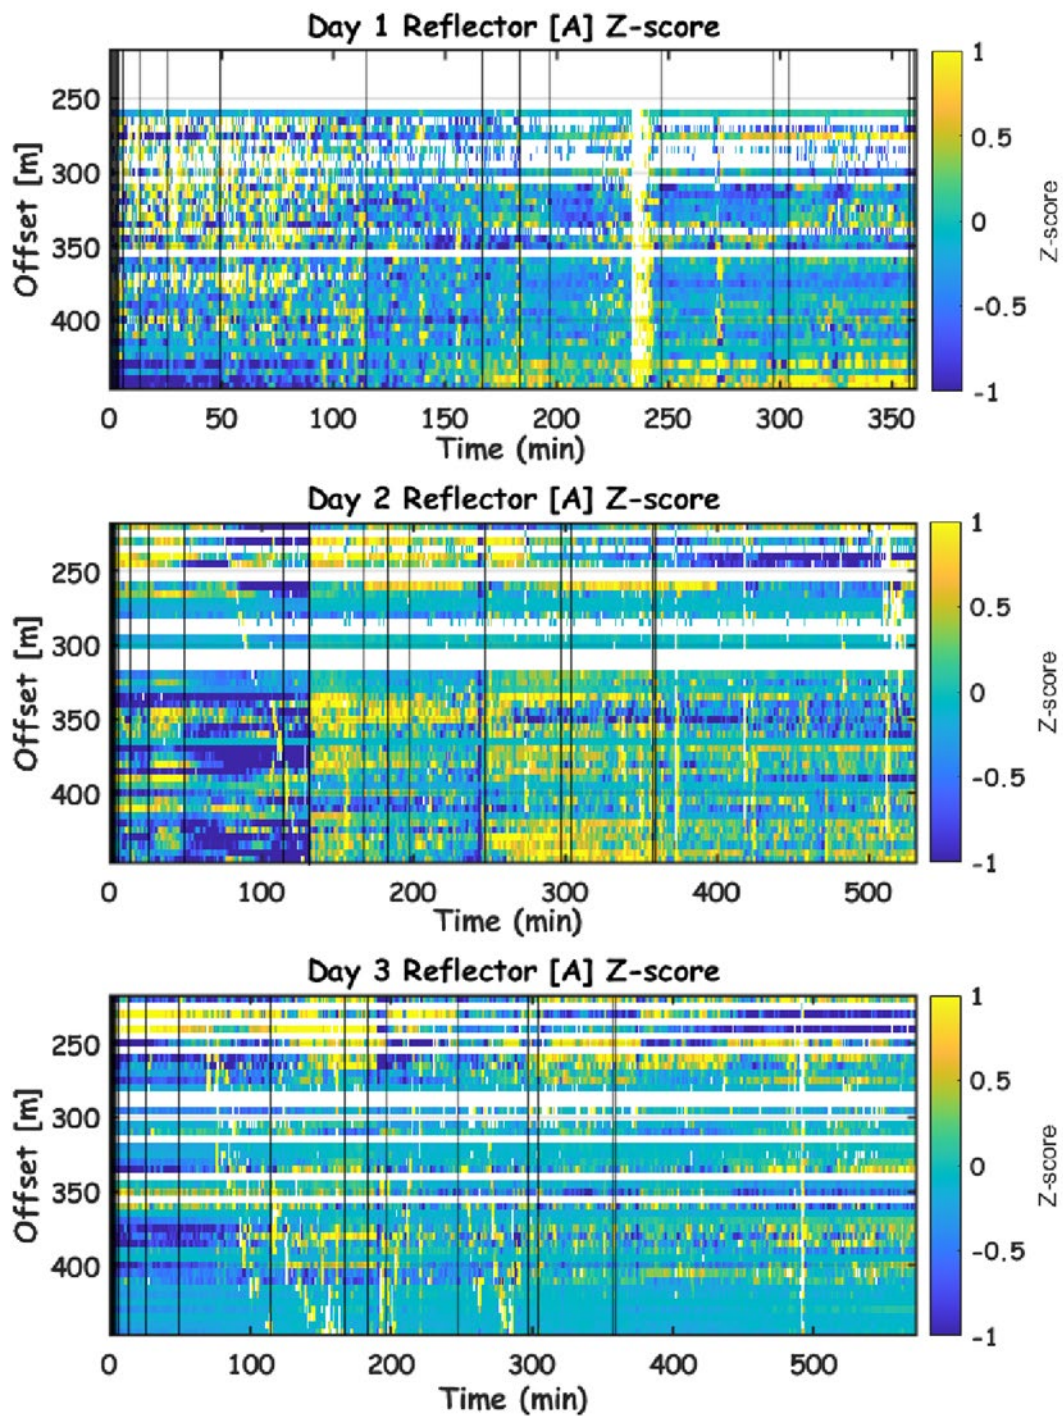 Day 1 Reflector [A] Z-score
Offset [m]
250
300
350
400
0 50 100 150 200 250 300 350
Time (min)
1
0.5
0
-0.5
-1
Z-score
Day 2 Reflector [A] Z-score
Offset [m]
250
300
350
400
0 100 200 300 400 500
Time (min)
1
0.5
0
-0.5
-1
Z-score
Day 3 Reflector [A] Z-score
Offset [m]
250
300
350
400
0 100 200 300 400 500
Time (min)
1
0.5
0
-0.5
-1
Z-score